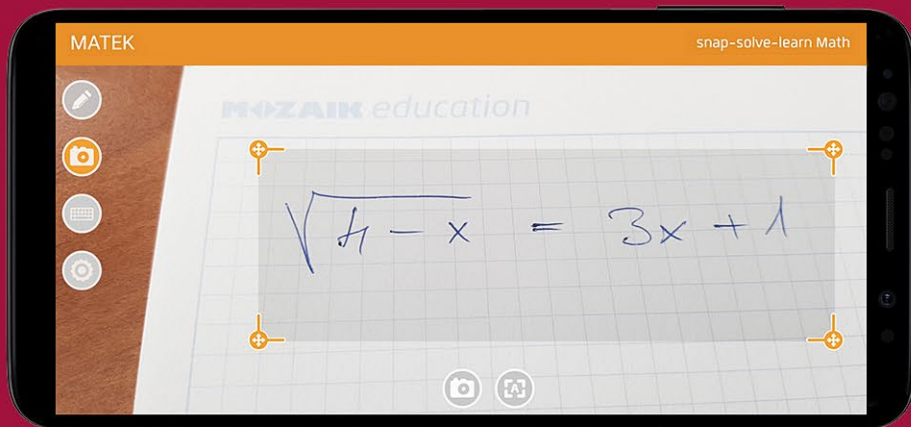 MATEK
snap-solve-learn Math
MOZAIK education
√(4 - x) = 3x + 1